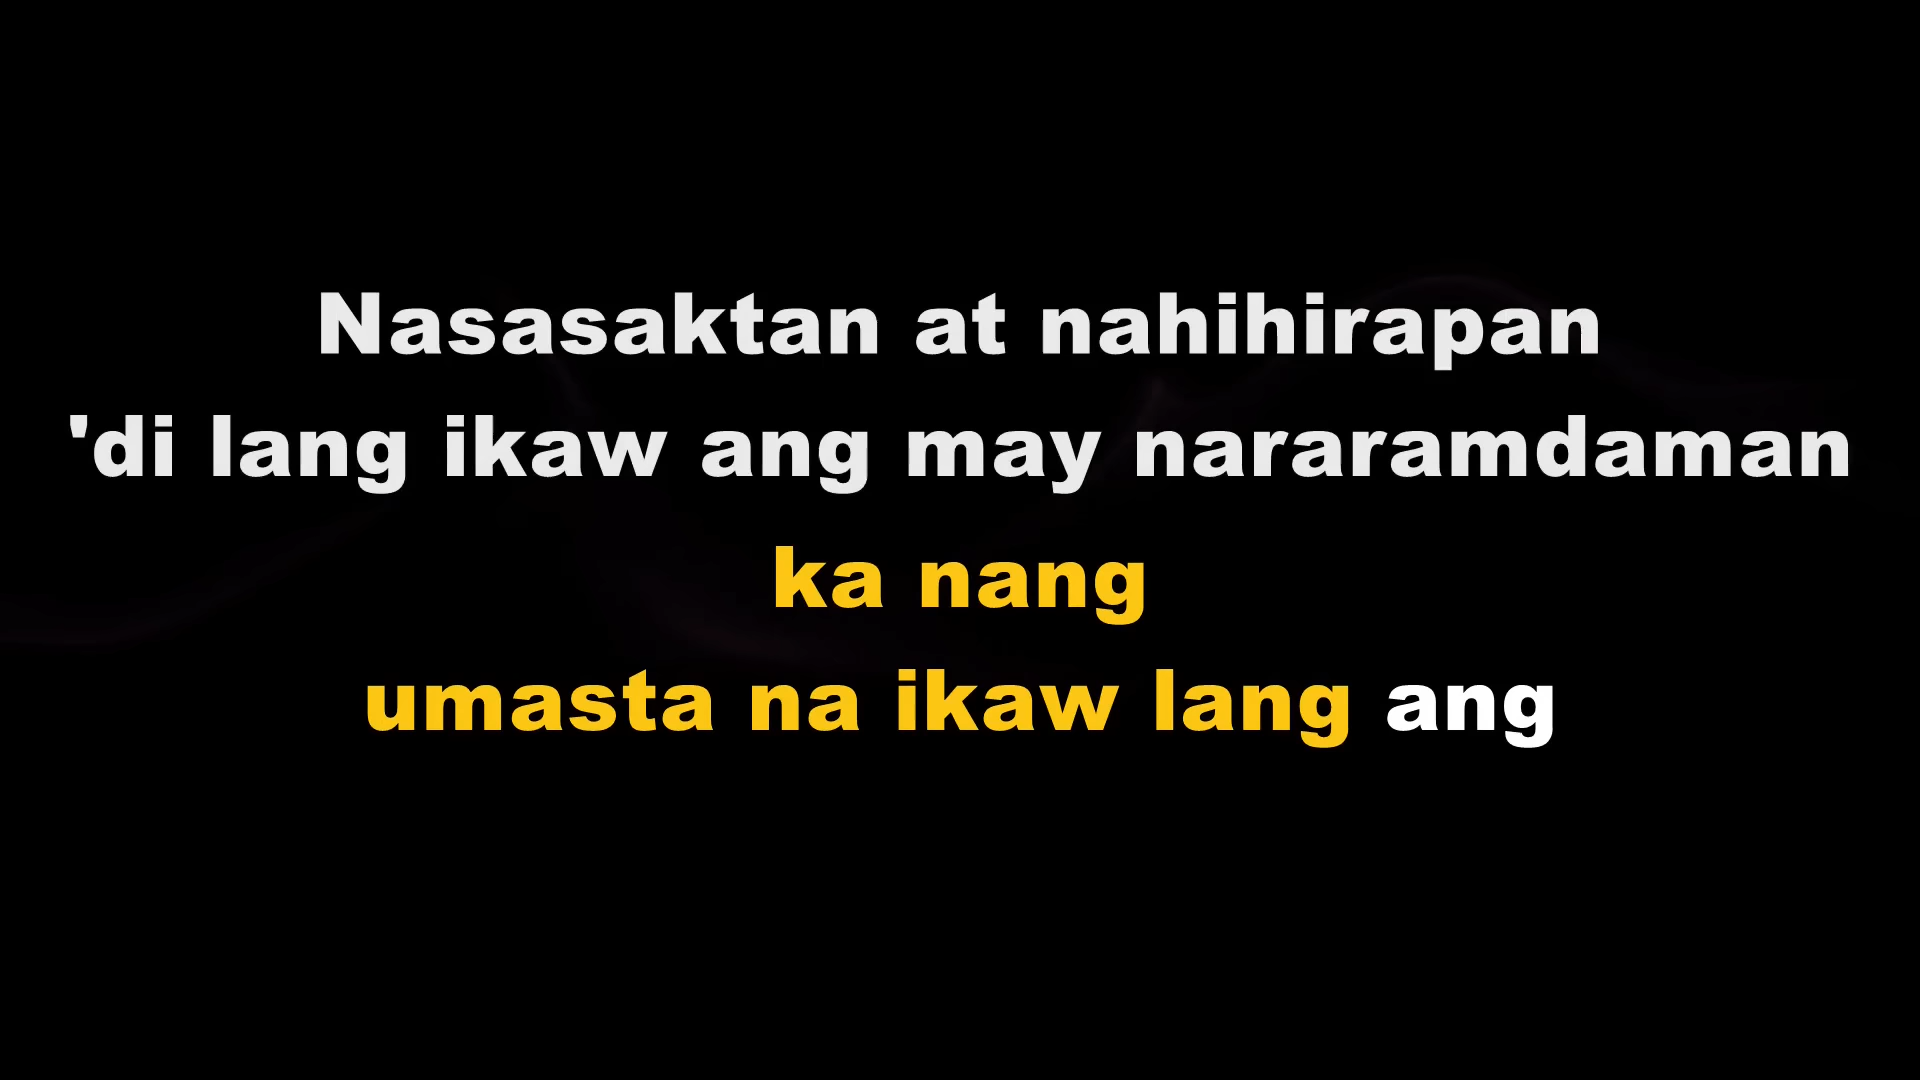 Nasasaktan at nahihirapan
'di lang ikaw ang may nararamdaman
ka nang
umasta na ikaw lang ang